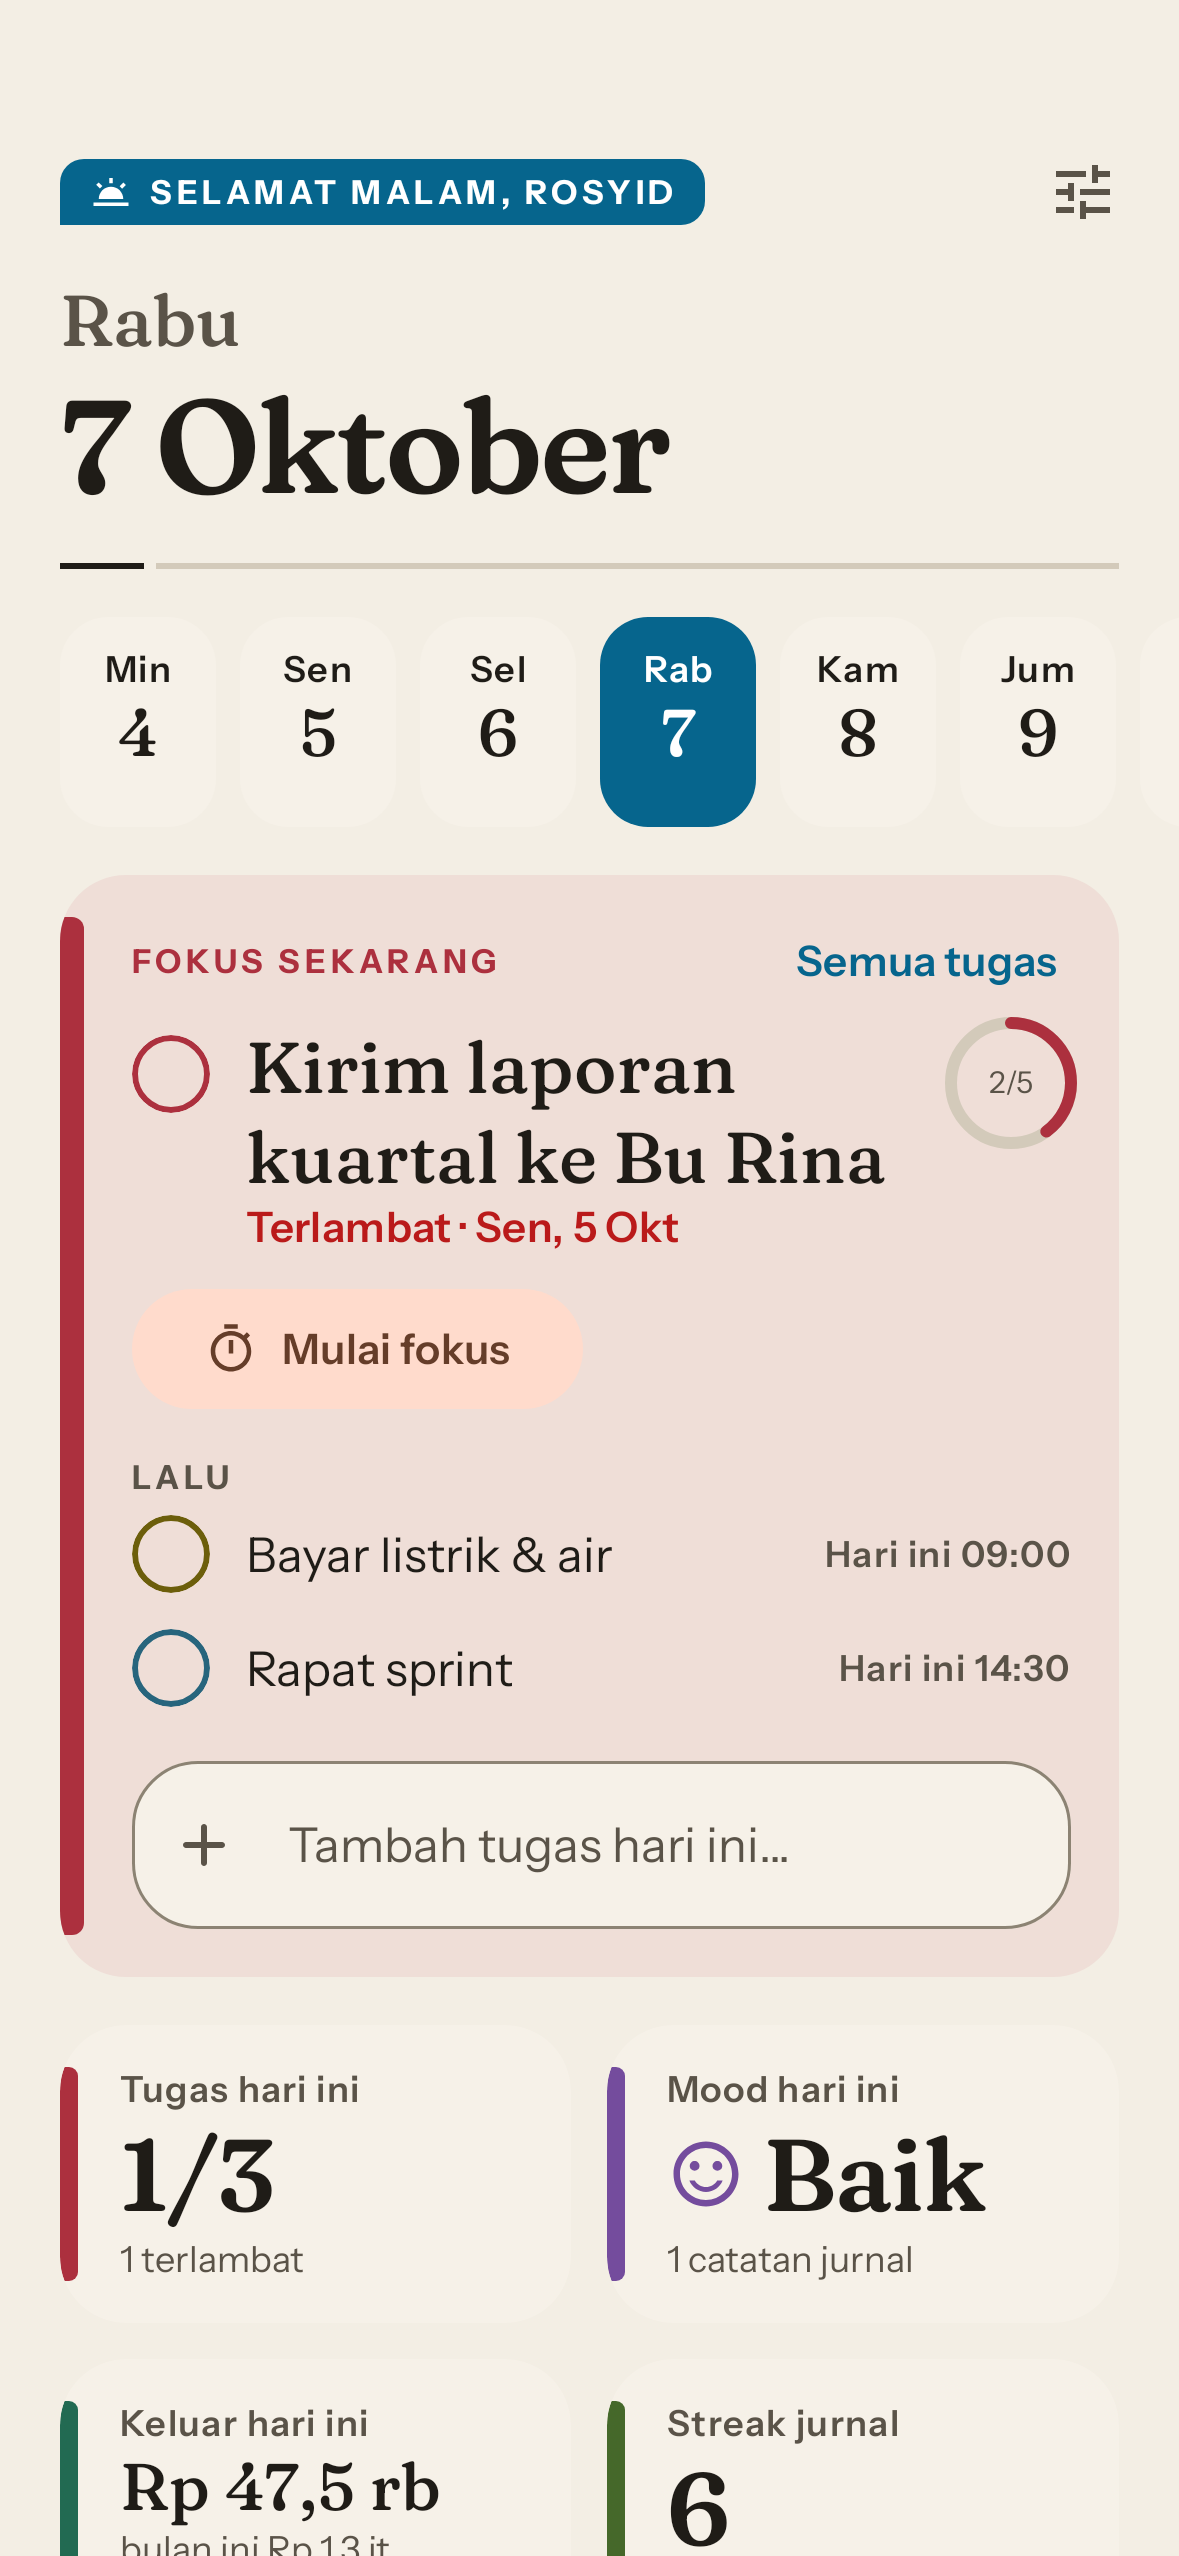 SELAMAT MALAM, ROSYID
Rabu
7 Oktober
Min Sen Sel Rab Kam Jum
4 5 6 7 8 9
FOKUS SEKARANG Semua tugas
Kirim laporan
kuartal ke Bu Rina
2/5
Terlambat · Sen, 5 Okt
Mulai fokus
LALU
Bayar listrik & air Hari ini 09:00
Rapat sprint Hari ini 14:30
Tambah tugas hari ini...
Tugas hari ini
1/3
1 terlambat
Mood hari ini
Baik
1 catatan jurnal
Keluar hari ini
Rp 47,5 rb
Streak jurnal
6